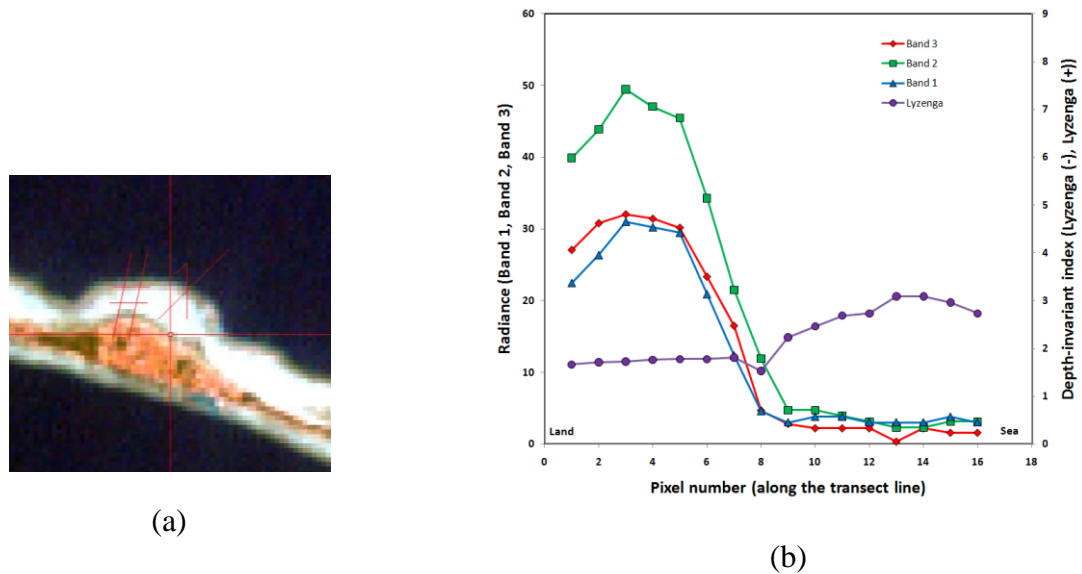 #1
(a)
60
50
40
30
20
10
0
Radiance (Band 1, Band 2, Band 3)
9
8
7
6
5
4
3
2
1
0
Depth-invariant index (Lyzenga (-), Lyzenga (+))
Band 3
Band 2
Band 1
Lyzenga
Land
Sea
0 2 4 6 8 10 12 14 16 18
Pixel number (along the transect line)
(b)